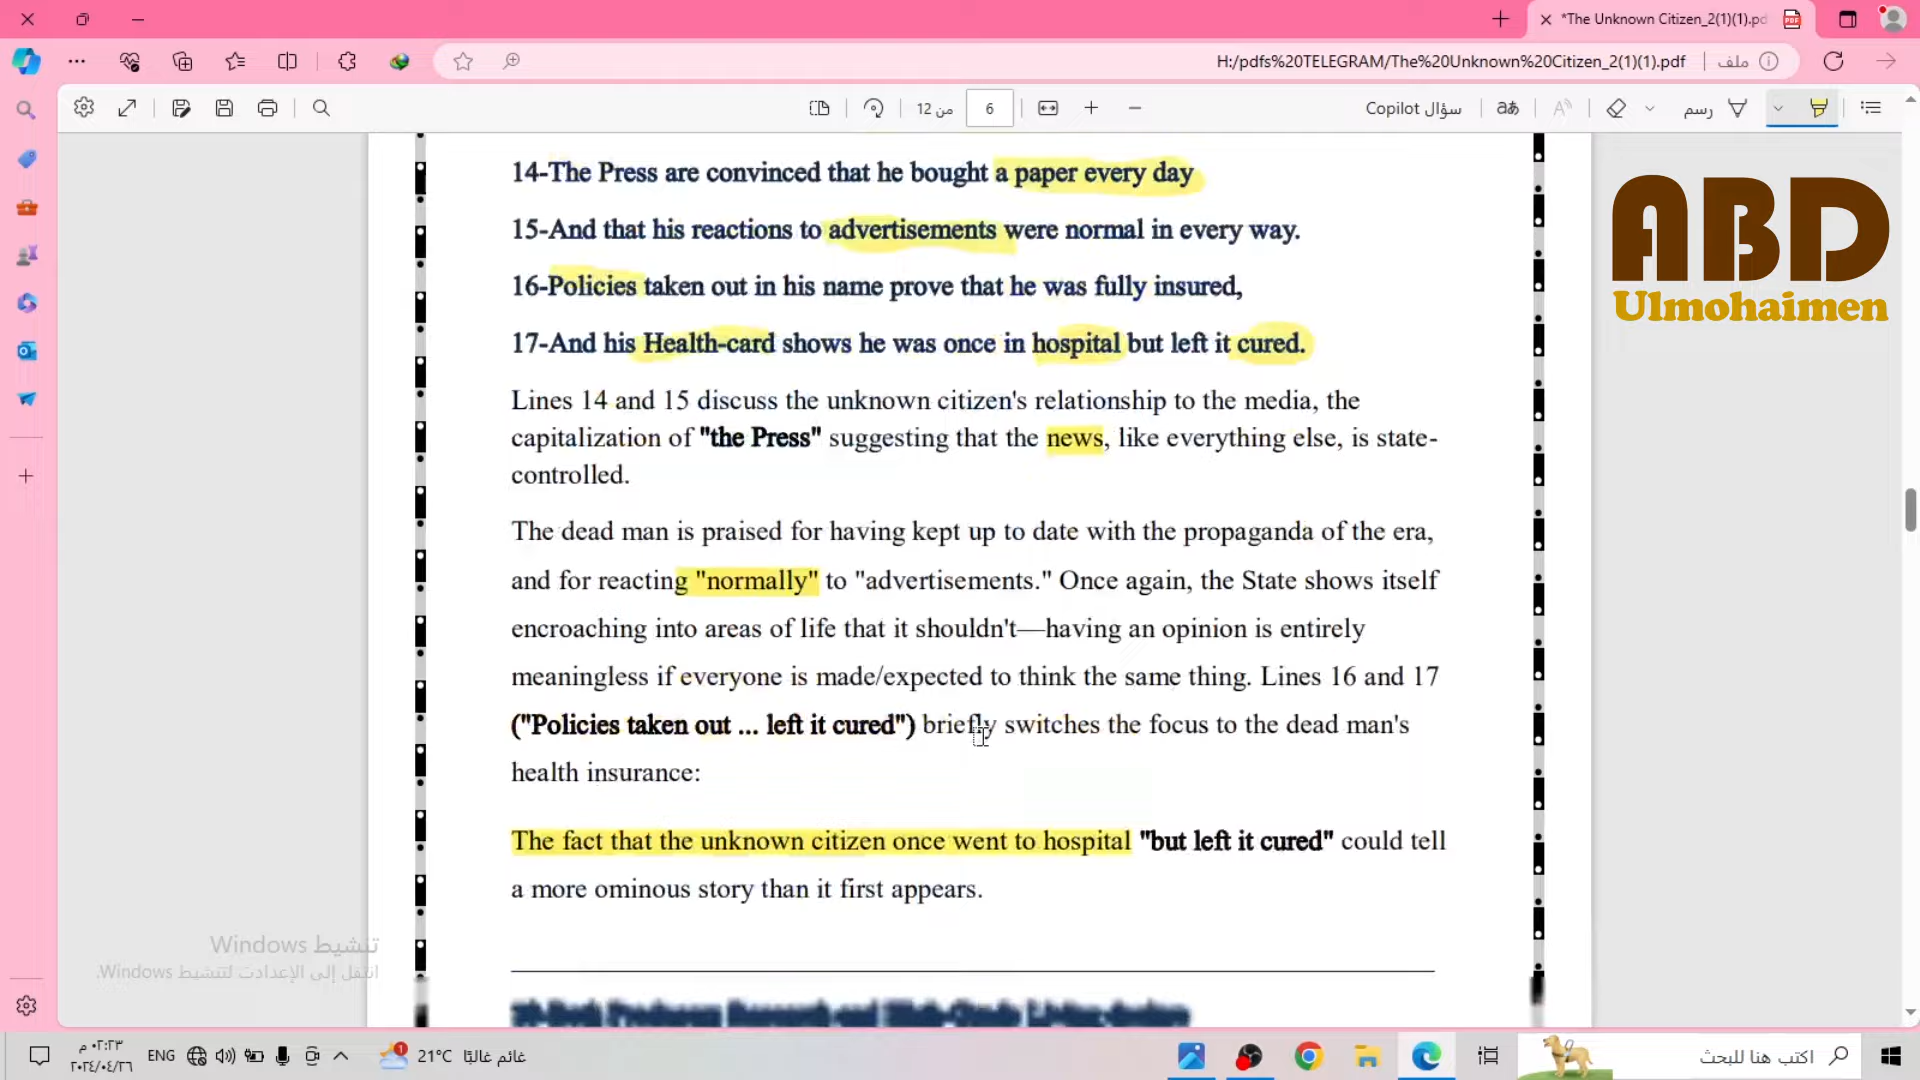 *The Unknown Citizen_2(1)(1).pd
H:/pdfs%20TELEGRAM/The%20Unknown%20Citizen_2(1)(1).pdf
ملف
سؤال Copilot
رسم
6
من 12
ABD
Ulmohaimen
14-The Press are convinced that he bought a paper every day
15-And that his reactions to advertisements were normal in every way.
16-Policies taken out in his name prove that he was fully insured,
17-And his Health-card shows he was once in hospital but left it cured.
Lines 14 and 15 discuss the unknown citizen's relationship to the media, the
capitalization of "the Press" suggesting that the news, like everything else, is state-
controlled.
The dead man is praised for having kept up to date with the propaganda of the era,
and for reacting "normally" to "advertisements." Once again, the State shows itself
encroaching into areas of life that it shouldn't—having an opinion is entirely
meaningless if everyone is made/expected to think the same thing. Lines 16 and 17
("Policies taken out ... left it cured") briefly switches the focus to the dead man's
health insurance:
The fact that the unknown citizen once went to hospital "but left it cured" could tell
a more ominous story than it first appears.
تنشيط Windows
انتقل إلى الإعدادت لتنشيط Windows.
اكتب هنا للبحث
21°C غائم غالبًا
1
ENG
٠٢:٢٣ م
٢٠٢٤/٠٤/٢٦